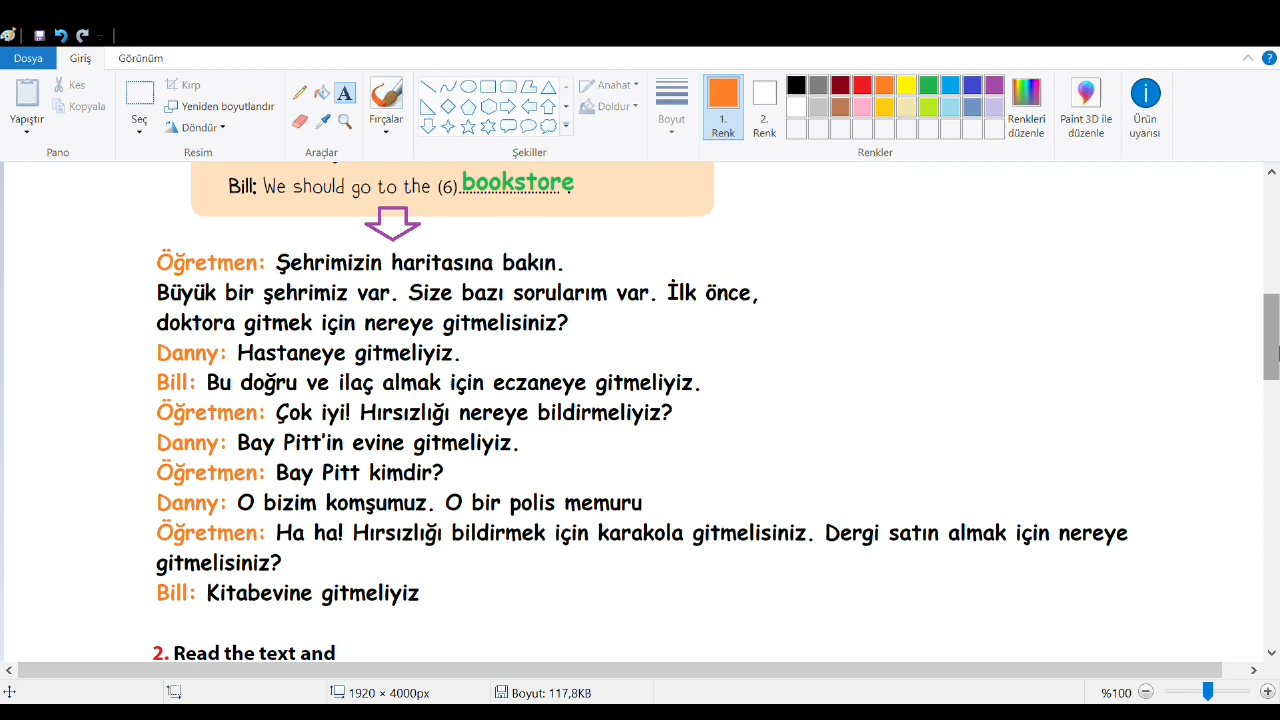 Dosya Giriş Görünüm
Yapıştır
Kes
Kopyala
Pano
Seç
Kırp
Yeniden boyutlandır
Döndür
Resim
A
Araçlar
Fırçalar
Anahat
Doldur
Şekiller
Boyut
1.
Renk
2.
Renk
Renkleri
düzenle
Renkler
Paint 3D ile
düzenle
Ürün
uyarısı
Bill: We should go to the (6) bookstore .
Öğretmen: Şehrimizin haritasına bakın.
Büyük bir şehrimiz var. Size bazı sorularım var. İlk önce,
doktora gitmek için nereye gitmelisiniz?
Danny: Hastaneye gitmeliyiz.
Bill: Bu doğru ve ilaç almak için eczaneye gitmeliyiz.
Öğretmen: Çok iyi! Hırsızlığı nereye bildirmeliyiz?
Danny: Bay Pitt'in evine gitmeliyiz.
Öğretmen: Bay Pitt kimdir?
Danny: O bizim komşumuz. O bir polis memuru
Öğretmen: Ha ha! Hırsızlığı bildirmek için karakola gitmelisiniz. Dergi satın almak için nereye
gitmelisiniz?
Bill: Kitabevine gitmeliyiz
2. Read the text and
1920 × 4000px Boyut: 117,8KB %100